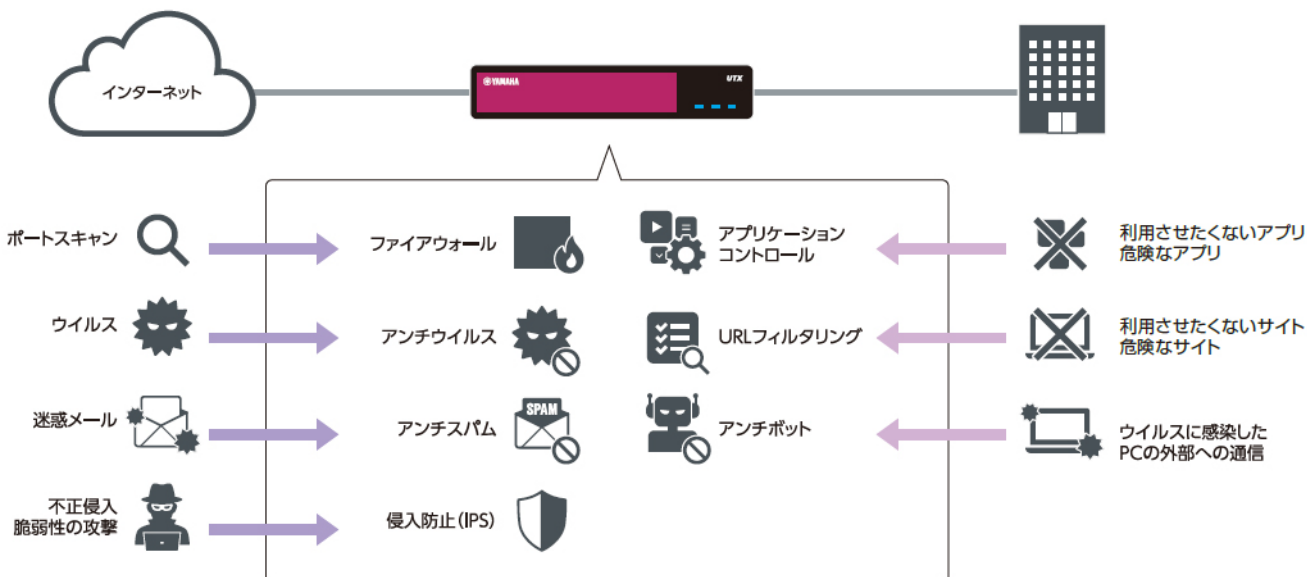 インターネット
YAMAHA
UTX
ポートスキャン
ファイアウォール
アプリケーション
コントロール
利用させたくないアプリ
危険なアプリ
ウイルス
アンチウイルス
URLフィルタリング
利用させたくないサイト
危険なサイト
迷惑メール
アンチスパム
SPAM
アンチボット
ウイルスに感染した
PCの外部への通信
不正侵入
脆弱性の攻撃
侵入防止(IPS)